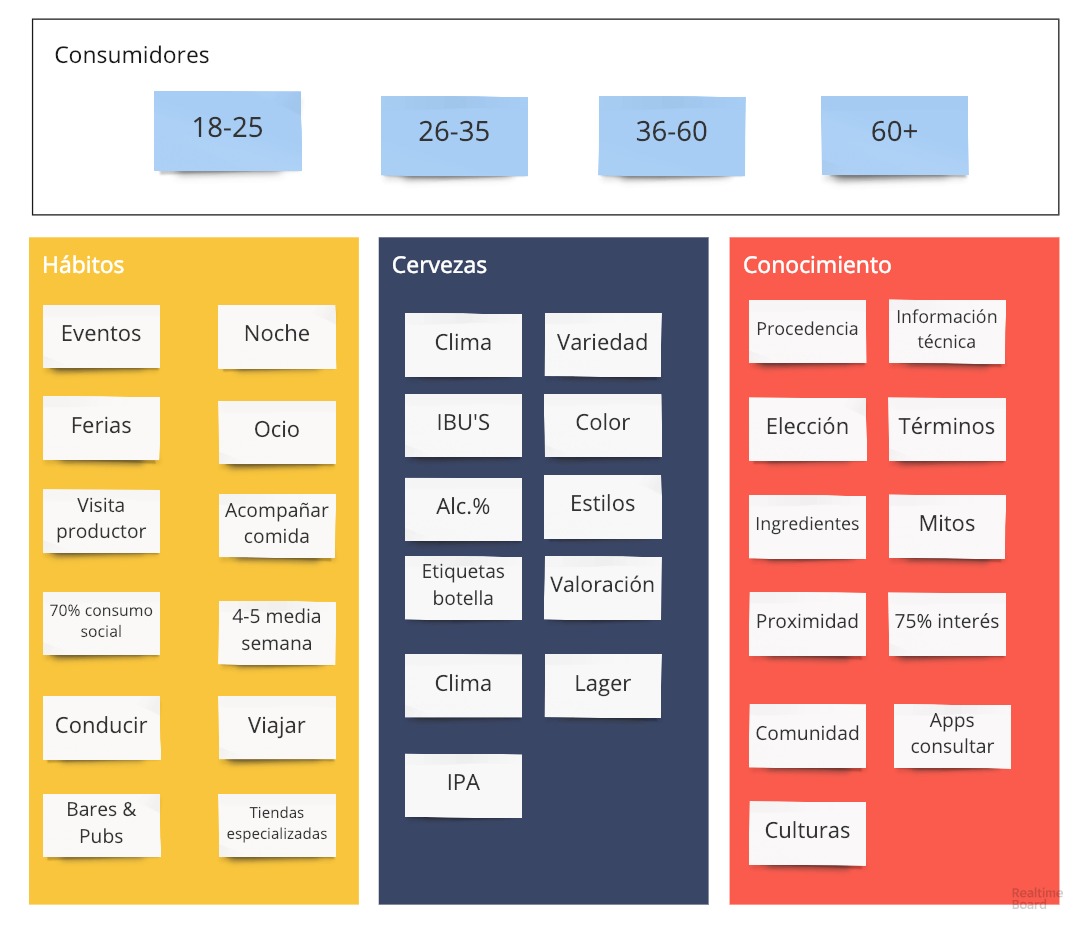 Consumidores
18-25
26-35
36-60
60+
Hábitos
Eventos
Noche
Ferias
Ocio
Visita
productor
Acompañar
comida
70% consumo
social
4-5 media
semana
Conducir
Viajar
Bares &
Pubs
Tiendas
especializadas
Cervezas
Clima
Variedad
IBU'S
Color
Alc.%
Estilos
Etiquetas
botella
Valoración
Clima
Lager
IPA
Conocimiento
Procedencia
Información
técnica
Elección
Términos
Ingredientes
Mitos
Proximidad
75% interés
Comunidad
Apps
consultar
Culturas
Realtime
Board